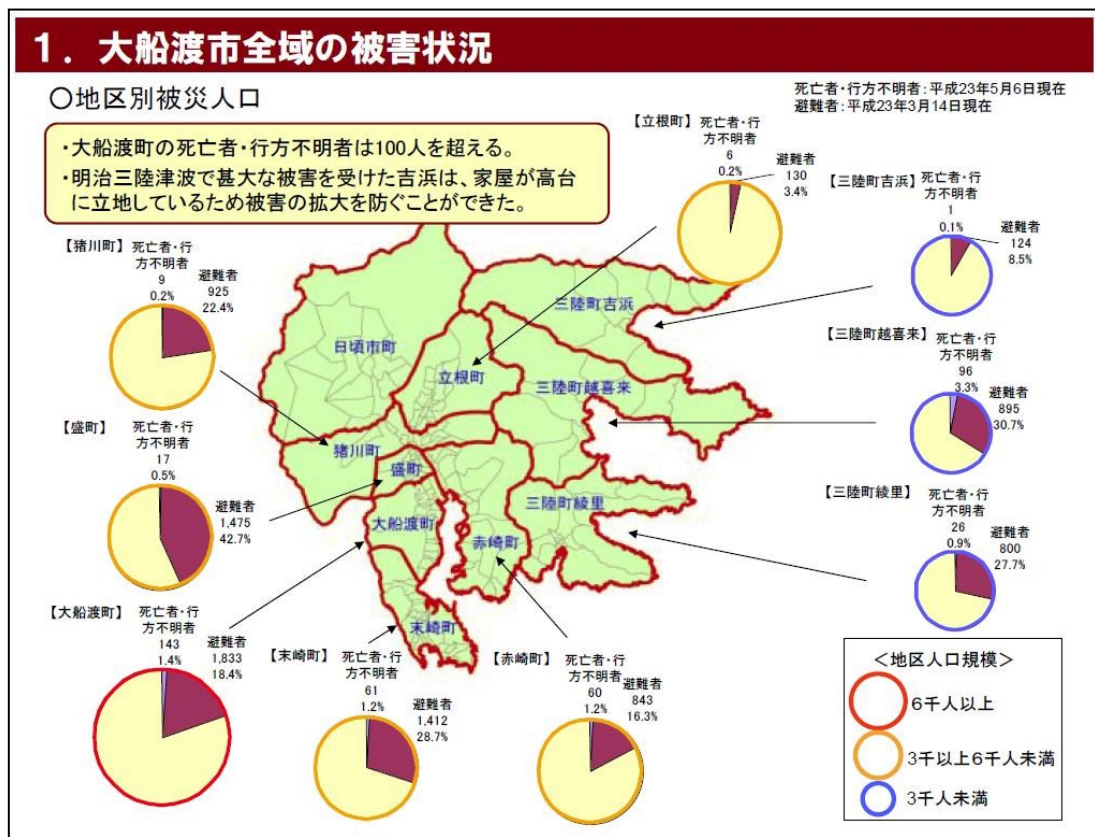 1．大船渡市全域の被害状況
〇地区別被災人口
死亡者・行方不明者：平成23年5月6日現在
避難者：平成23年3月14日現在
・大船渡町の死亡者・行方不明者は100人を超える。
・明治三陸津波で甚大な被害を受けた吉浜は、家屋が高台
に立地しているため被害の拡大を防ぐことができた。
【立根町】
死亡者・行
方不明者
6
0.2%
避難者
130
3.4%
【三陸町吉浜】
死亡者・行
方不明者
1
0.1%
避難者
124
8.5%
【猪川町】
死亡者・行
方不明者
9
0.2%
避難者
925
22.4%
【三陸町越喜来】
死亡者・行
方不明者
96
3.3%
避難者
895
30.7%
【盛町】
死亡者・行
方不明者
17
0.5%
避難者
1,475
42.7%
【三陸町綾里】
死亡者・行
方不明者
26
0.9%
避難者
800
27.7%
【大船渡町】
死亡者・行
方不明者
143
1.4%
避難者
1,833
18.4%
【末崎町】
死亡者・行
方不明者
61
1.2%
避難者
1,412
28.7%
【赤崎町】
死亡者・行
方不明者
60
1.2%
避難者
843
16.3%
三陸町吉浜
日頃市町
立根町
三陸町越喜来
猪川町
盛町
三陸町綾里
大船渡町
赤崎町
末崎町
＜地区人口規模＞
6千人以上
3千以上6千人未満
3千人未満